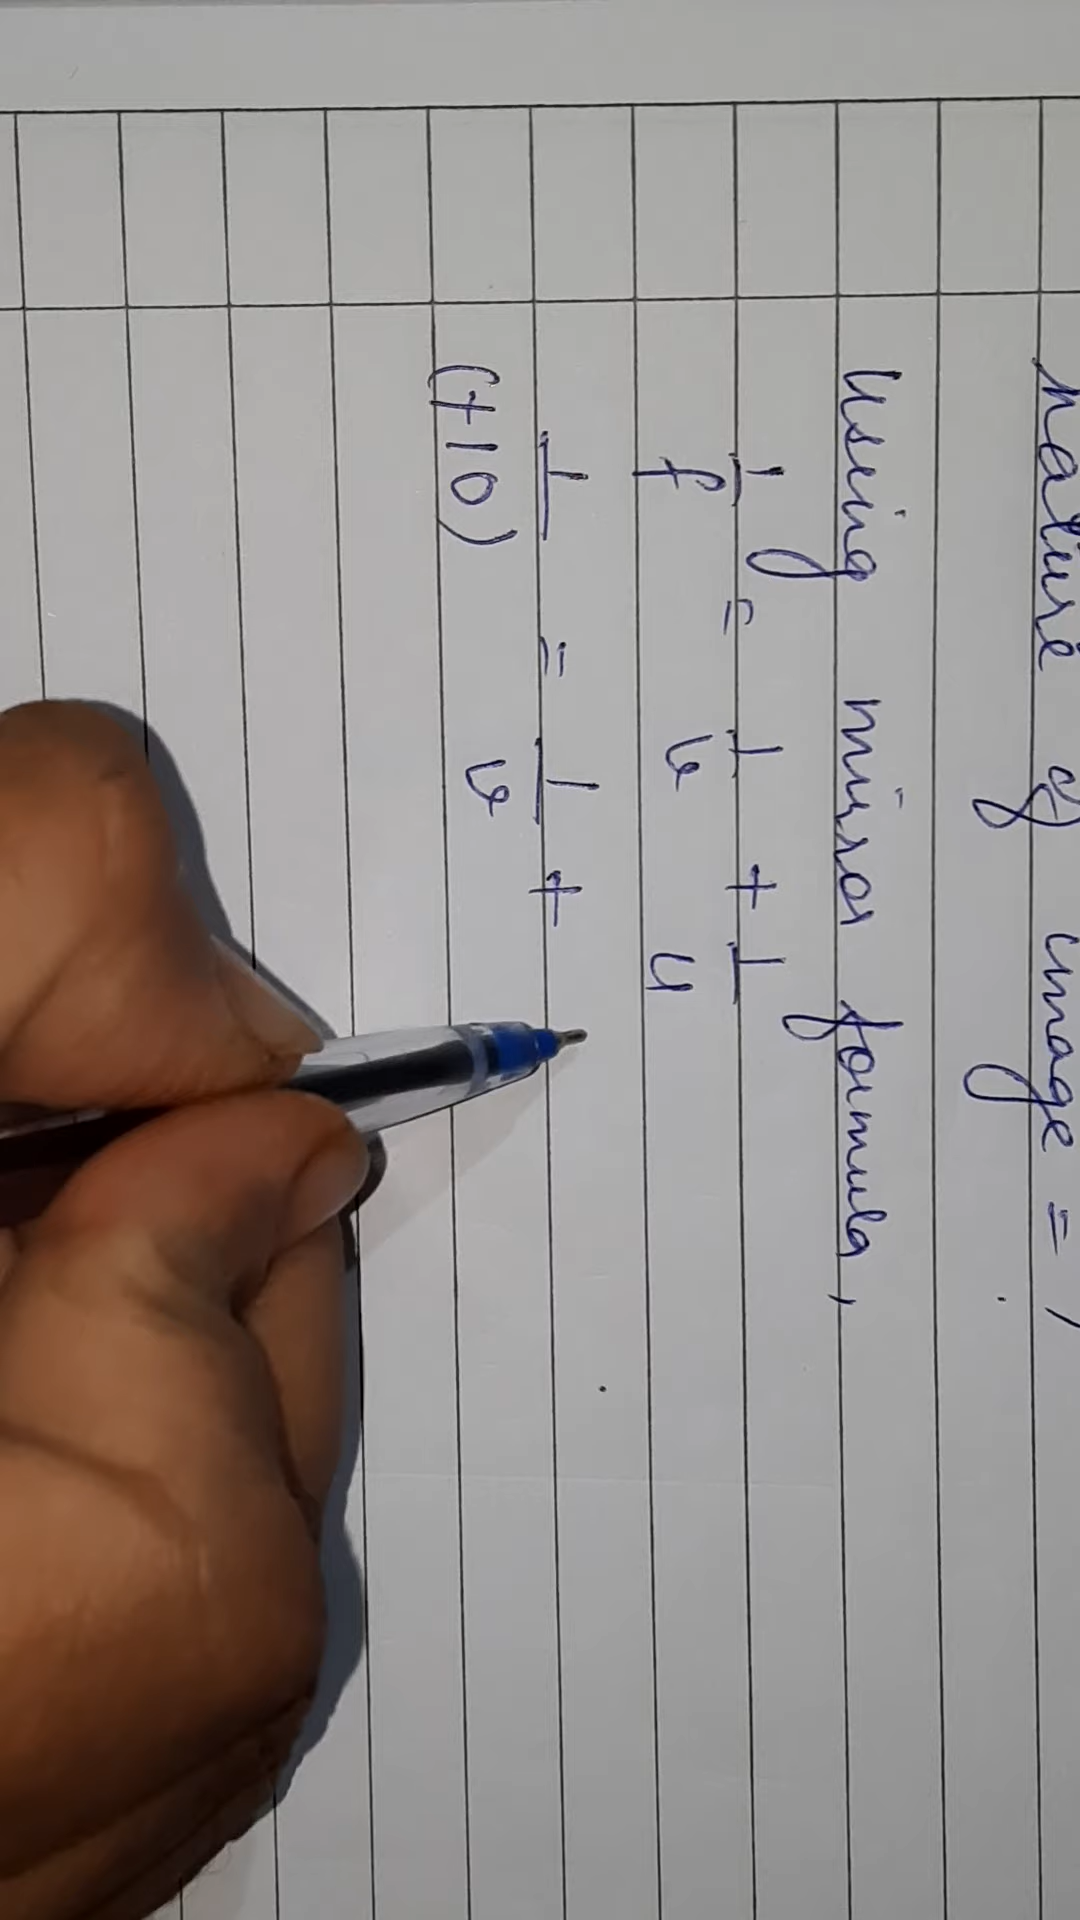 nature of image = 
Using mirror formula,
1/f = 1/v + 1/u
1/(+10) = 1/v +